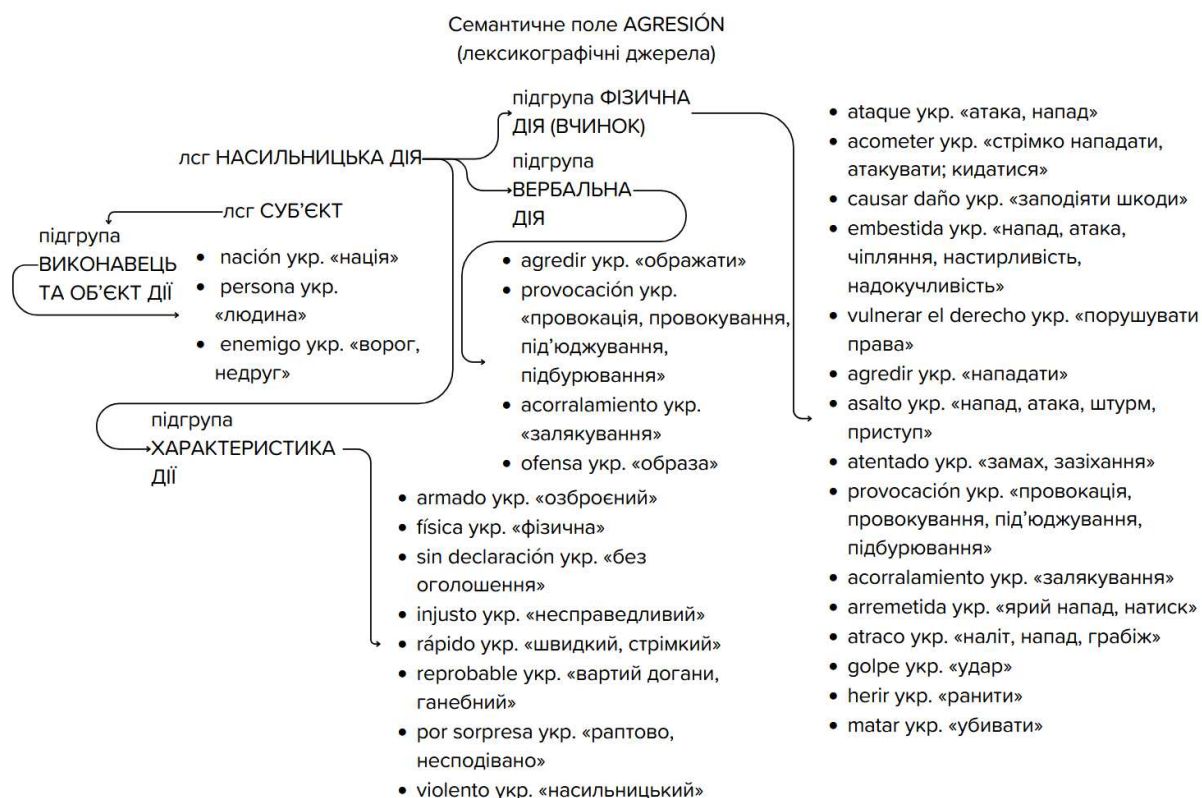 Семантичне поле AGRESIÓN
(лексикографічні джерела)
лсг НАСИЛЬНИЦЬКА ДІЯ
підгрупа ФІЗИЧНА
ДІЯ (ВЧИНОК)
підгрупа
ВЕРБАЛЬНА
ДІЯ
лсг СУБ’ЄКТ
підгрупа
ВИКОНАВЕЦЬ
ТА ОБ’ЄКТ ДІЇ
• nación укр. «нація»
• persona укр.
«людина»
• enemigo укр. «ворог,
недруг»
• agredir укр. «ображати»
• provocación укр.
«провокація, провокування,
під’юджування,
підбурювання»
• acorralamiento укр.
«залякування»
• ofensa укр. «образа»
підгрупа
ХАРАКТЕРИСТИКА
ДІЇ
• armado укр. «озброєний»
• física укр. «фізична»
• sin declaración укр. «без
оголошення»
• injusto укр. «несправедливий»
• rápido укр. «швидкий, стрімкий»
• reprobable укр. «вартий догани,
ганебний»
• por sorpresa укр. «раптово,
несподівано»
• violento укр. «насильницький»
• ataque укр. «атака, напад»
• acometer укр. «стрімко нападати,
атакувати; кидатися»
• causar daño укр. «заподіяти шкоди»
• embestida укр. «напад, атака,
чіпляння, настирливість,
надокучливість»
• vulnerar el derecho укр. «порушувати
права»
• agredir укр. «нападати»
• asalto укр. «напад, атака, штурм,
приступ»
• atentado укр. «замах, зазіхання»
• provocación укр. «провокація,
провокування, під’юджування,
підбурювання»
• acorralamiento укр. «залякування»
• arremetida укр. «ярий напад, натиск»
• atraco укр. «наліт, напад, грабіж»
• golpe укр. «удар»
• herir укр. «ранити»
• matar укр. «убивати»